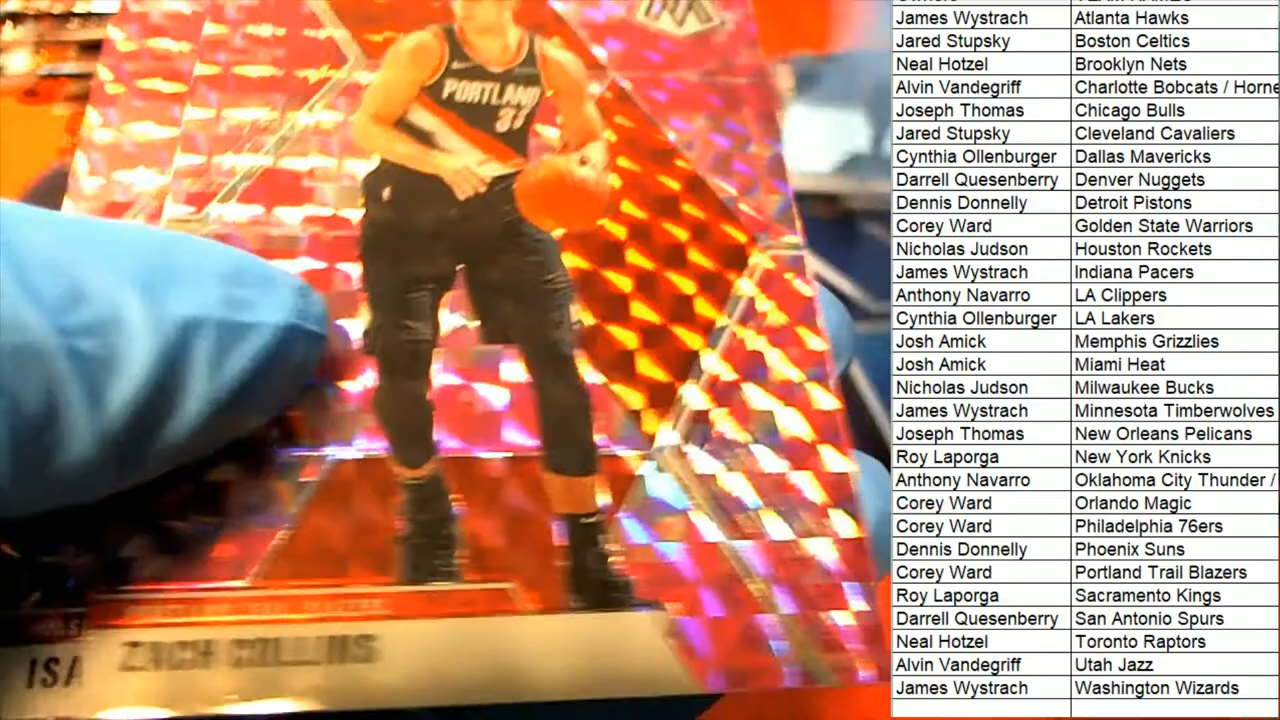 PORTLAND
37
ZACH COLLINS
ISA
James Wystrach Atlanta Hawks
Jared Stupsky Boston Celtics
Neal Hotzel Brooklyn Nets
Alvin Vandegriff Charlotte Bobcats / Horne
Joseph Thomas Chicago Bulls
Jared Stupsky Cleveland Cavaliers
Cynthia Ollenburger Dallas Mavericks
Darrell Quesenberry Denver Nuggets
Dennis Donnelly Detroit Pistons
Corey Ward Golden State Warriors
Nicholas Judson Houston Rockets
James Wystrach Indiana Pacers
Anthony Navarro LA Clippers
Cynthia Ollenburger LA Lakers
Josh Amick Memphis Grizzlies
Josh Amick Miami Heat
Nicholas Judson Milwaukee Bucks
James Wystrach Minnesota Timberwolves
Joseph Thomas New Orleans Pelicans
Roy Laporga New York Knicks
Anthony Navarro Oklahoma City Thunder /
Corey Ward Orlando Magic
Corey Ward Philadelphia 76ers
Dennis Donnelly Phoenix Suns
Corey Ward Portland Trail Blazers
Roy Laporga Sacramento Kings
Darrell Quesenberry San Antonio Spurs
Neal Hotzel Toronto Raptors
Alvin Vandegriff Utah Jazz
James Wystrach Washington Wizards